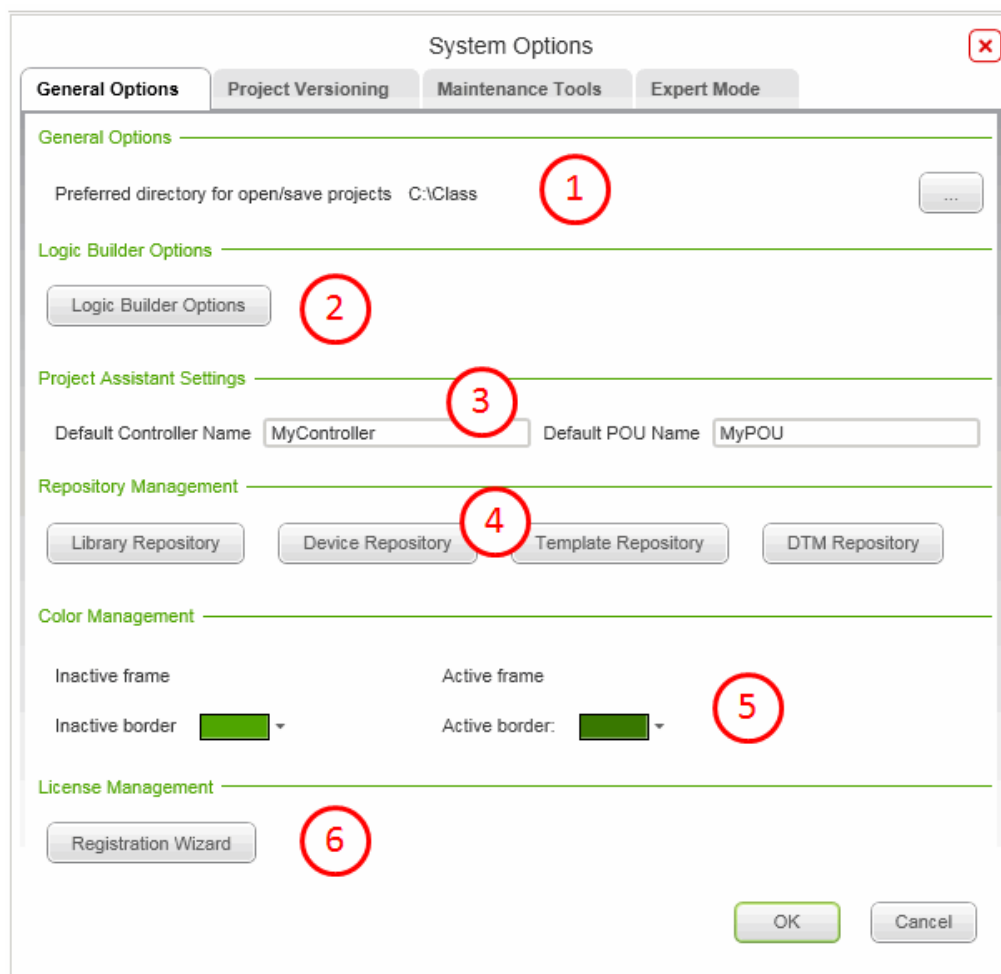 System Options
General Options Project Versioning Maintenance Tools Expert Mode
General Options
Preferred directory for open/save projects C:\Class 1 ...
Logic Builder Options
Logic Builder Options 2
Project Assistant Settings
3
Default Controller Name MyController Default POU Name MyPOU
Repository Management
4
Library Repository Device Repository Template Repository DTM Repository
Color Management
Inactive frame Active frame
5
Inactive border Active border:
License Management
Registration Wizard 6
OK Cancel